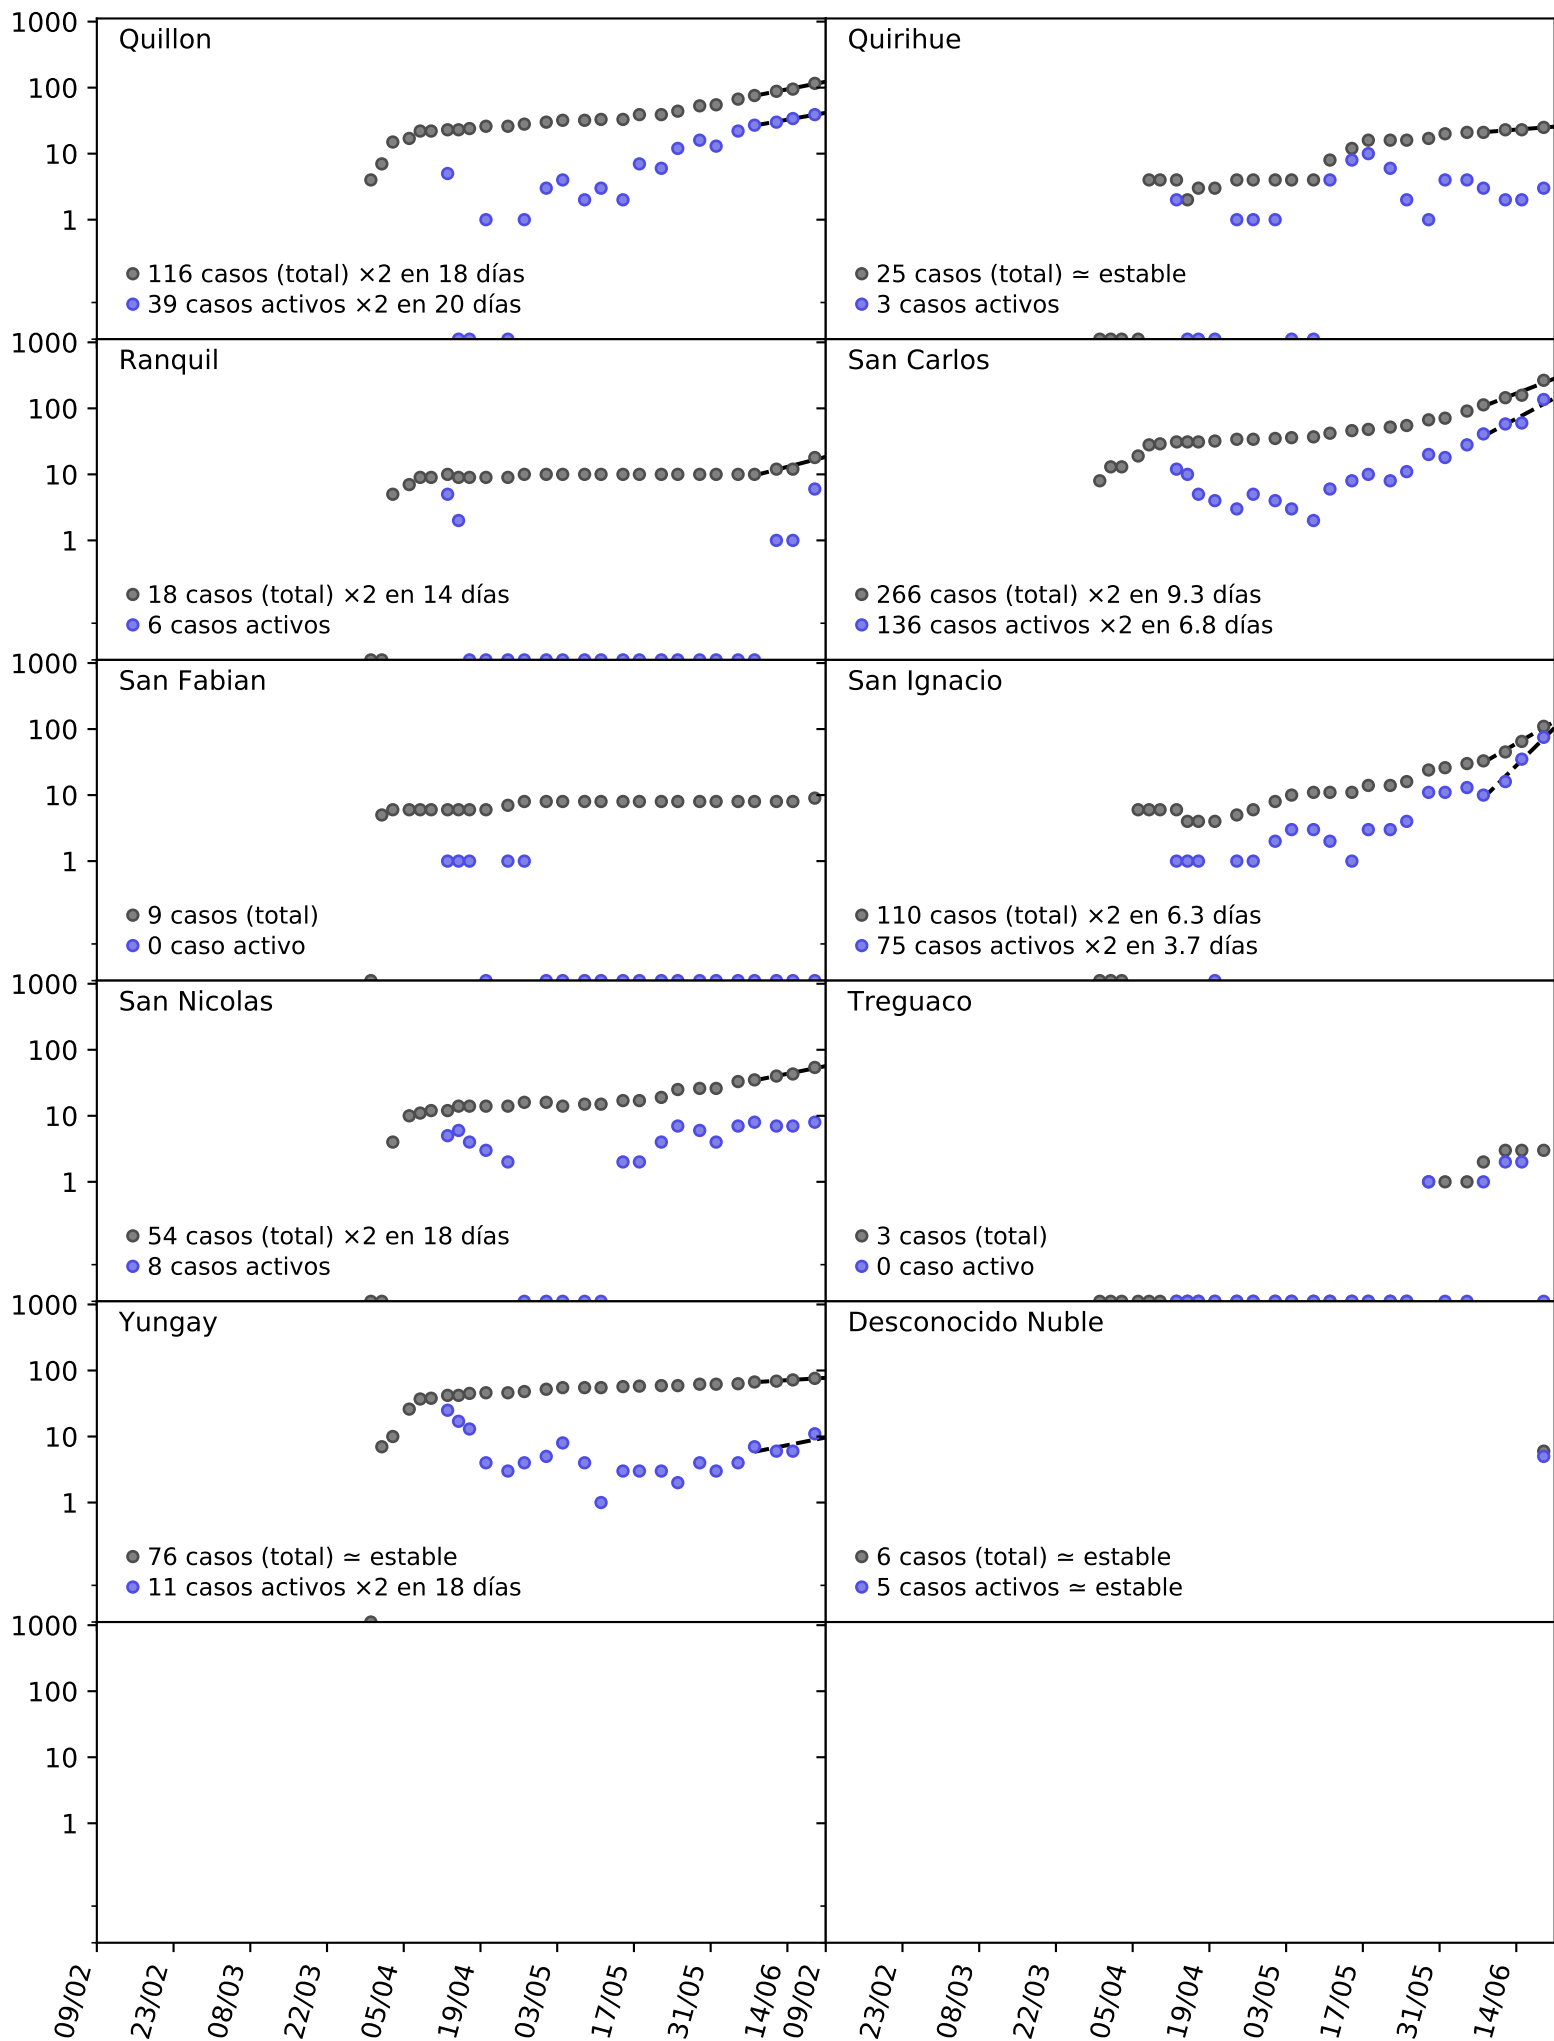 1000
100
10
1
Quillon
116 casos (total) ×2 en 18 días
39 casos activos ×2 en 20 días
Quirihue
25 casos (total) ≃ estable
3 casos activos
1000
100
10
1
Ranquil
18 casos (total) ×2 en 14 días
6 casos activos
San Carlos
266 casos (total) ×2 en 9.3 días
136 casos activos ×2 en 6.8 días
1000
100
10
1
San Fabian
9 casos (total)
0 caso activo
San Ignacio
110 casos (total) ×2 en 6.3 días
75 casos activos ×2 en 3.7 días
1000
100
10
1
San Nicolas
54 casos (total) ×2 en 18 días
8 casos activos
Treguaco
3 casos (total)
0 caso activo
1000
100
10
1
Yungay
76 casos (total) ≃ estable
11 casos activos ×2 en 18 días
Desconocido Nuble
6 casos (total) ≃ estable
5 casos activos ≃ estable
1000
100
10
1
09/02 23/02 08/03 22/03 05/04 19/04 03/05 17/05 31/05 14/06
09/02 23/02 08/03 22/03 05/04 19/04 03/05 17/05 31/05 14/06